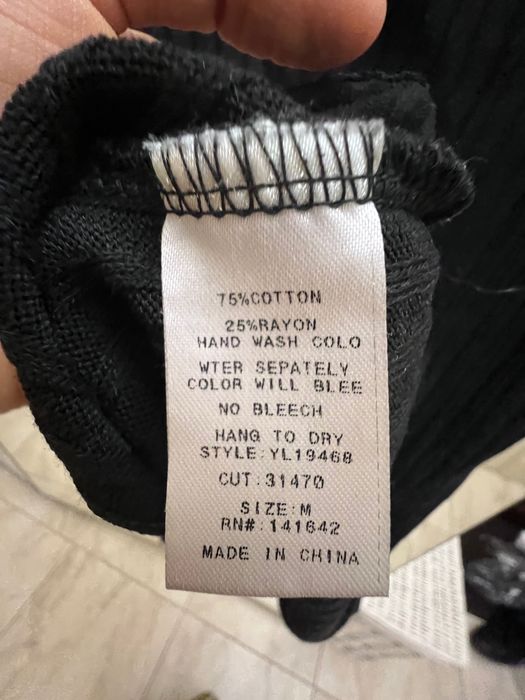 75%COTTON
25%RAYON
HAND WASH COLO
WTER SEPATELY
COLOR WILL BLEE
NO BLEECH
HANG TO DRY
STYLE:YL19468
CUT:31470
SIZE:M
RN#:141642
MADE IN CHINA